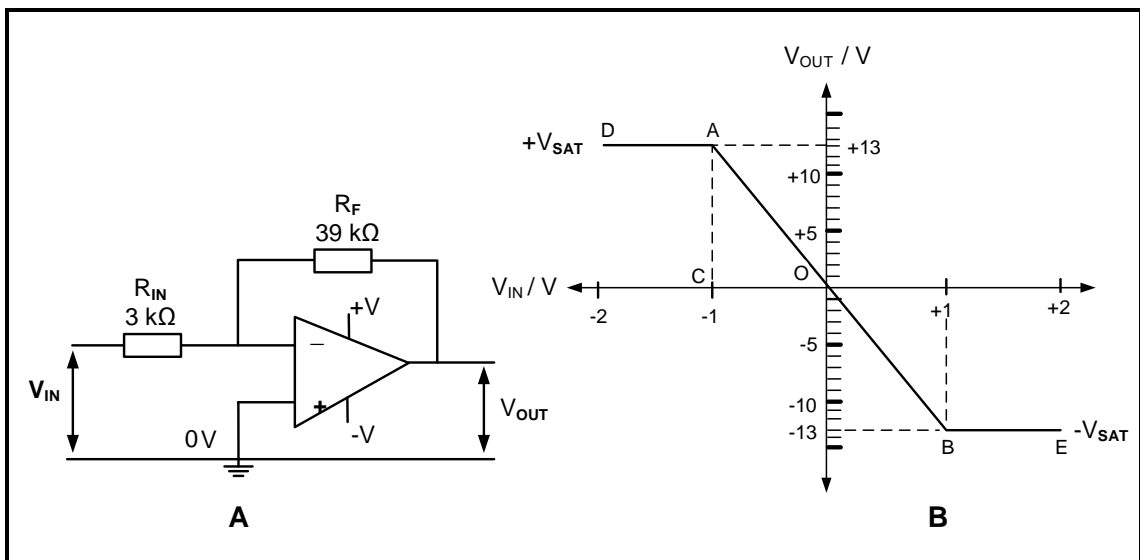 R_F
39 kΩ
R_IN
3 kΩ
+V
−
V_IN
+
0V
-V
V_OUT
A
V_OUT / V
+V_SAT
D
A
+13
+10
+5
O
C
V_IN / V
-2
-1
+1
+2
-5
-10
-13
B
E
-V_SAT
B